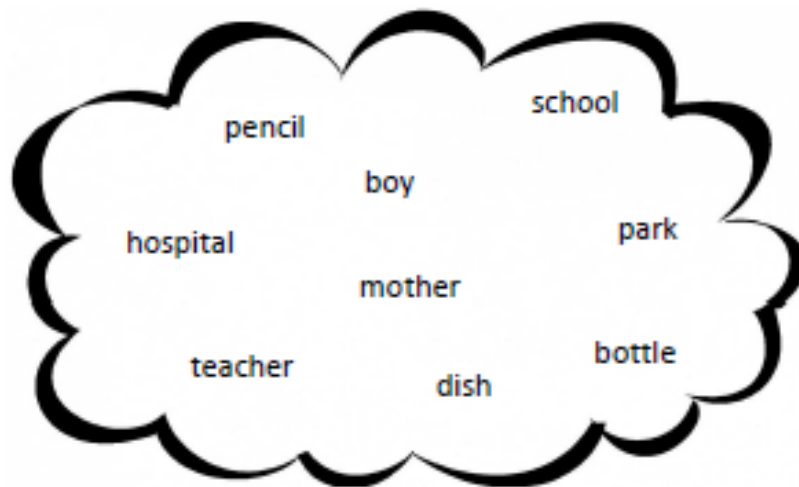 school
pencil
boy
park
hospital
mother
bottle
teacher
dish